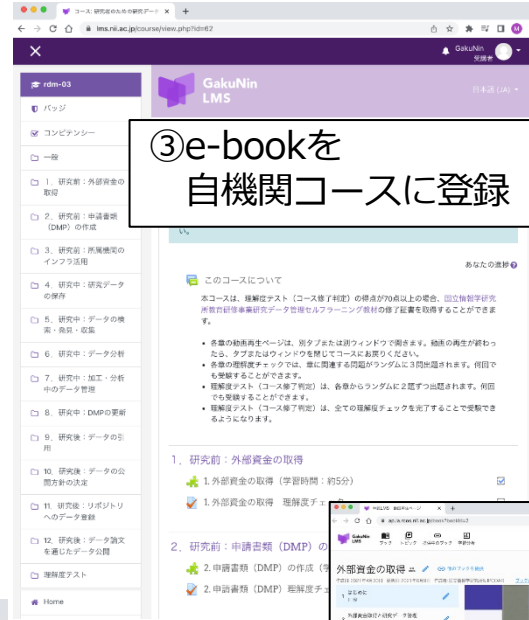 コース: 研究者のための研究デー
lms.nii.ac.jp/course/view.php?id=62
GakuNin
受講者
rdm-03
バッジ
コンピテンシー
一般
1、研究前：外部資金の
取得
2、研究前：申請書類
（DMP）の作成
3、研究前：所属機関の
インフラ活用
4、研究中：研究データ
の保存
5、研究中：データの検
索・発見・収集
6、研究中：データ分析
7、研究中：加工・分析
中のデータ管理
8、研究中：DMPの更新
9、研究後：データの引
用
10、研究後：データの公
開方針の決定
11、研究後：リポジトリ
へのデータ登録
12、研究後：データ論文
を通じたデータ公開
理解度テスト
Home
GakuNin
LMS
日本語 (JA)
③e-bookを
自機関コースに登録
い。
あなたの進捗
このコースについて
本コースは、理解度テスト（コース修了判定）の得点が70点以上の場合、国立情報学研究
所教育研修事業研究データ管理セルフラーニング教材の修了証書を取得することができま
す。
• 各章の動画再生ページは、別タブまたは別ウィンドウで開きます。動画の再生が終わっ
たら、タブまたはウィンドウを閉じてコースにお戻りください。
• 各章の理解度チェックでは、章に関連する問題からランダムに３問出題されます。何回で
も受験することができます。
• 理解度テスト（コース修了判定）は、各章からランダムに２題ずつ出題されます。何回
でも受験することができます。
• 理解度テスト（コース修了判定）は、全ての理解度チェックを完了することで受験でき
るようになります。
1、研究前：外部資金の取得
1. 外部資金の取得（学習時間：約5分）
1. 外部資金の取得　理解度チェ
2、研究前：申請書類（DMP）の
2. 申請書類（DMP）の作成（学
2. 申請書類（DMP）理解度チェ
GakuNin
LMS
ブック
トピック
学習分析
外部資金の取得
1
はじめに
2